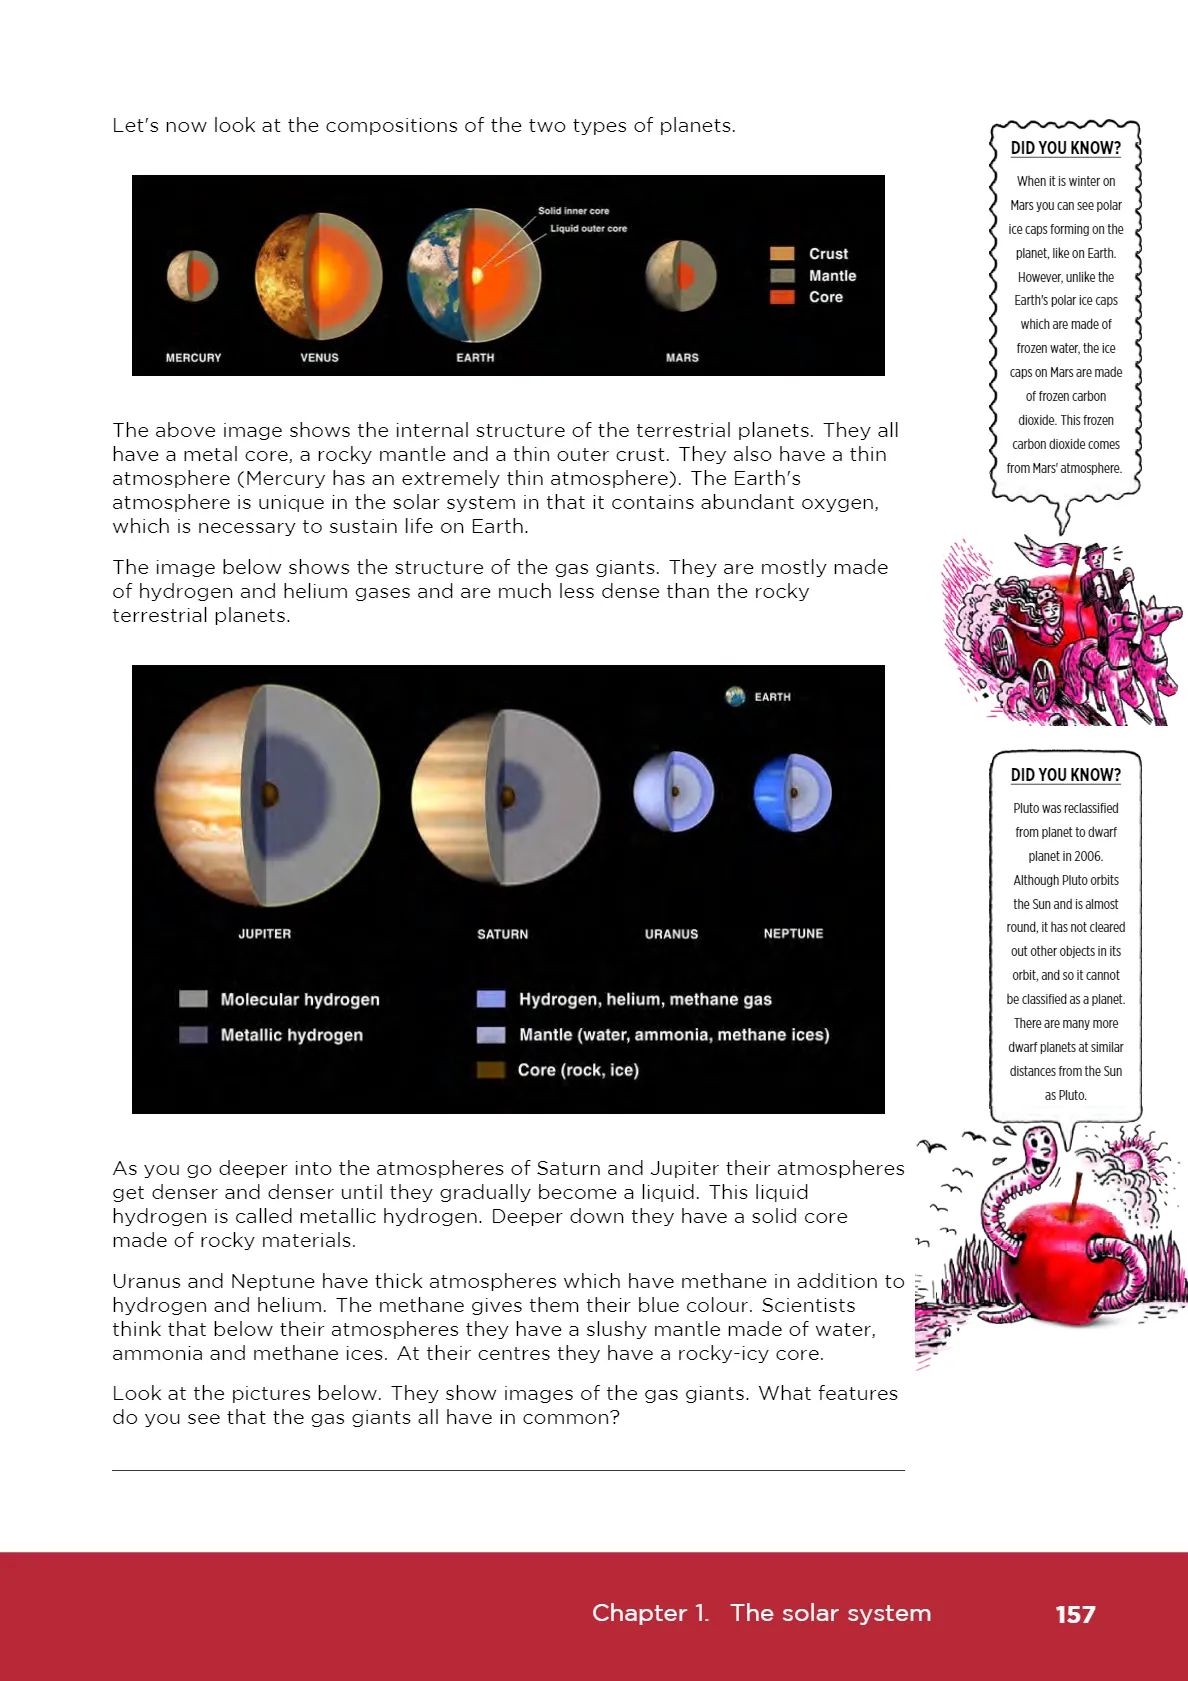 Let's now look at the compositions of the two types of planets.
Solid inner core
Liquid outer core
Crust
Mantle
Core
MERCURY
VENUS
EARTH
MARS
The above image shows the internal structure of the terrestrial planets. They all
have a metal core, a rocky mantle and a thin outer crust. They also have a thin
atmosphere (Mercury has an extremely thin atmosphere). The Earth's
atmosphere is unique in the solar system in that it contains abundant oxygen,
which is necessary to sustain life on Earth.
The image below shows the structure of the gas giants. They are mostly made
of hydrogen and helium gases and are much less dense than the rocky
terrestrial planets.
EARTH
JUPITER
SATURN
URANUS
NEPTUNE
Molecular hydrogen
Metallic hydrogen
Hydrogen, helium, methane gas
Mantle (water, ammonia, methane ices)
Core (rock, ice)
As you go deeper into the atmospheres of Saturn and Jupiter their atmospheres
get denser and denser until they gradually become a liquid. This liquid
hydrogen is called metallic hydrogen. Deeper down they have a solid core
made of rocky materials.
Uranus and Neptune have thick atmospheres which have methane in addition to
hydrogen and helium. The methane gives them their blue colour. Scientists
think that below their atmospheres they have a slushy mantle made of water,
ammonia and methane ices. At their centres they have a rocky-icy core.
Look at the pictures below. They show images of the gas giants. What features
do you see that the gas giants all have in common?
DID YOU KNOW?
When it is winter on
Mars you can see polar
ice caps forming on the
planet, like on Earth.
However, unlike the
Earth's polar ice caps
which are made of
frozen water, the ice
caps on Mars are made
of frozen carbon
dioxide. This frozen
carbon dioxide comes
from Mars' atmosphere.
DID YOU KNOW?
Pluto was reclassified
from planet to dwarf
planet in 2006.
Although Pluto orbits
the Sun and is almost
round, it has not cleared
out other objects in its
orbit, and so it cannot
be classified as a planet.
There are many more
dwarf planets at similar
distances from the Sun
as Pluto.
Chapter 1. The solar system
157